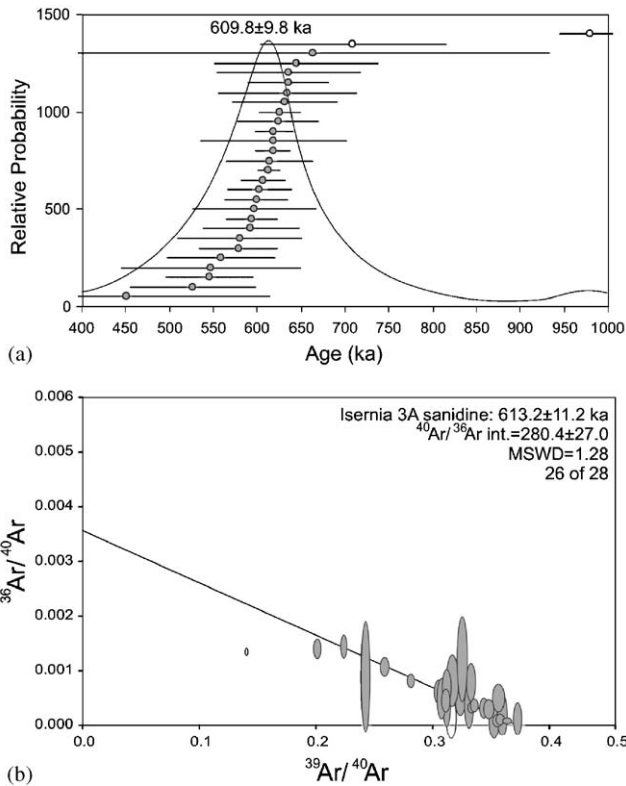 609.8±9.8 ka
1500
1000
500
0
Relative Probability
400 450 500 550 600 650 700 750 800 850 900 950 1000
Age (ka)
(a)
(b)
0.006
0.005
0.004
0.003
0.002
0.001
0.000
³⁶Ar/⁴⁰Ar
Isernia 3A sanidine: 613.2±11.2 ka
⁴⁰Ar/³⁶Ar int.=280.4±27.0
MSWD=1.28
26 of 28
0.0 0.1 0.2 0.3 0.4 0.5
³⁹Ar/⁴⁰Ar